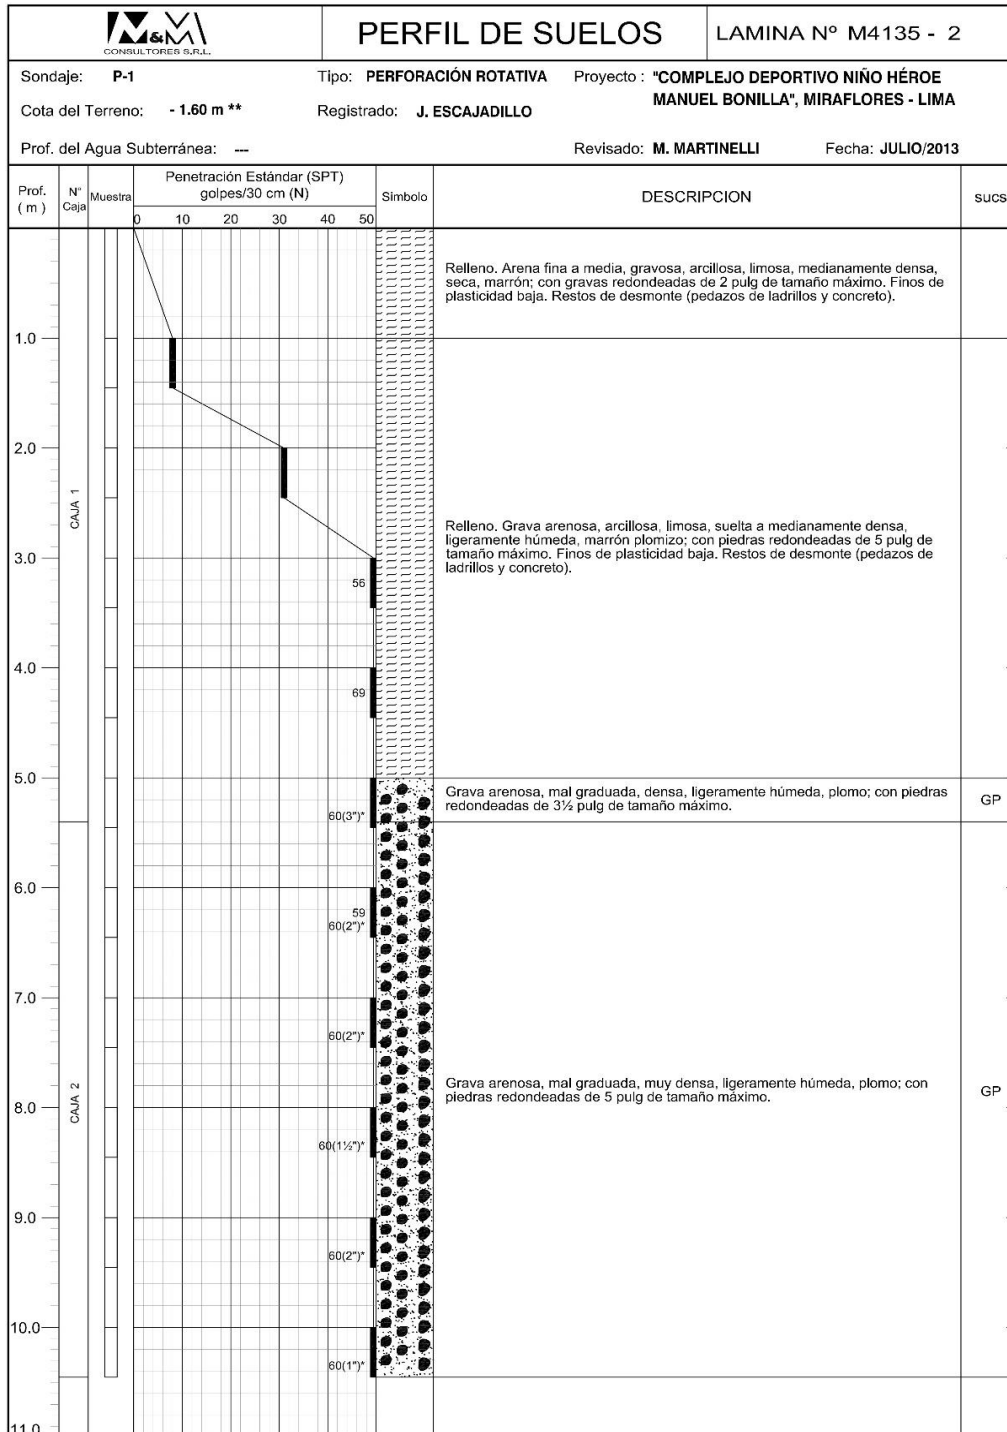 M&M
CONSULTORES S.R.L.
PERFIL DE SUELOS
LAMINA Nº M4135 - 2
Sondaje: P-1
Tipo: PERFORACIÓN ROTATIVA
Proyecto : "COMPLEJO DEPORTIVO NIÑO HÉROE
MANUEL BONILLA", MIRAFLORES - LIMA
Cota del Terreno: - 1.60 m **
Registrado: J. ESCAJADILLO
Prof. del Agua Subterránea: ---
Revisado: M. MARTINELLI
Fecha: JULIO/2013
Prof.
( m )
N°
Caja
Muestra
Penetración Estándar (SPT)
golpes/30 cm (N)
0 10 20 30 40 50
Simbolo
DESCRIPCION
sucs
Relleno. Arena fina a media, gravosa, arcillosa, limosa, medianamente densa,
seca, marrón; con gravas redondeadas de 2 pulg de tamaño máximo. Finos de
plasticidad baja. Restos de desmonte (pedazos de ladrillos y concreto).
1.0
2.0
CAJA 1
Relleno. Grava arenosa, arcillosa, limosa, suelta a medianamente densa,
ligeramente húmeda, marrón plomizo; con piedras redondeadas de 5 pulg de
tamaño máximo. Finos de plasticidad baja. Restos de desmonte (pedazos de
ladrillos y concreto).
3.0
56
4.0
69
5.0
Grava arenosa, mal graduada, densa, ligeramente húmeda, plomo; con piedras
redondeadas de 3½ pulg de tamaño máximo.
GP
60(3")*
6.0
59
60(2")*
7.0
60(2")*
CAJA 2
Grava arenosa, mal graduada, muy densa, ligeramente húmeda, plomo; con
piedras redondeadas de 5 pulg de tamaño máximo.
GP
8.0
60(1½")*
9.0
60(2")*
10.0
60(1")*
11.0